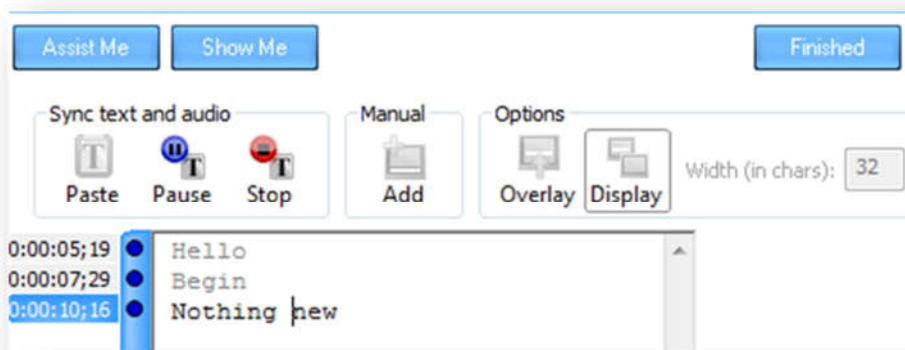 Assist Me Show Me Finished
Sync text and audio Manual Options
Paste Pause Stop Add Overlay Display Width (in chars): 32
0:00:05;19 Hello
0:00:07;29 Begin
0:00:10;16 Nothing new